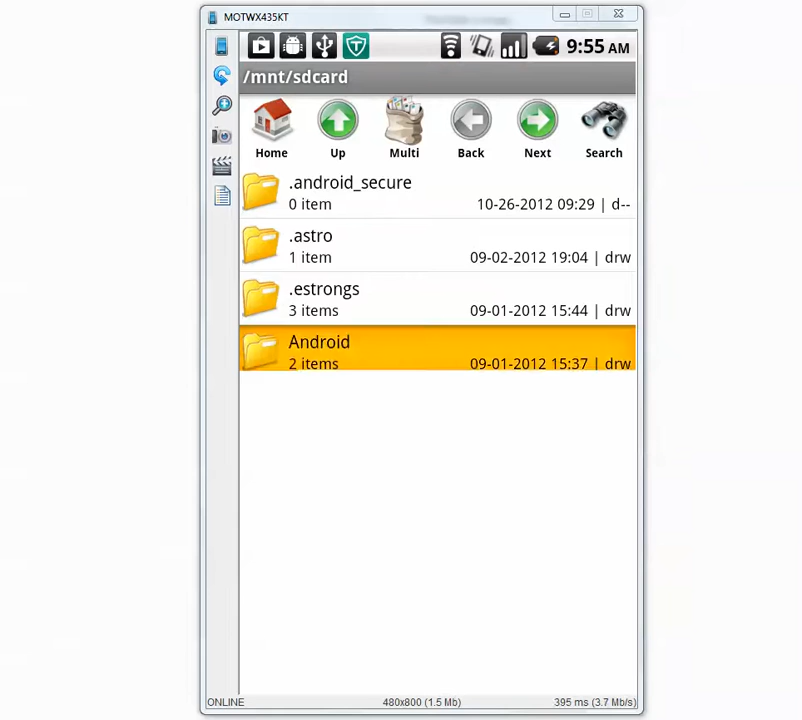 MOTWX435KT
9:55 AM
/mnt/sdcard
Home Up Multi Back Next Search
.android_secure
0 item 10-26-2012 09:29 | d--
.astro
1 item 09-02-2012 19:04 | drw
.estrongs
3 items 09-01-2012 15:44 | drw
Android
2 items 09-01-2012 15:37 | drw
ONLINE 480x800 (1.5 Mb) 395 ms (3.7 Mb/s)